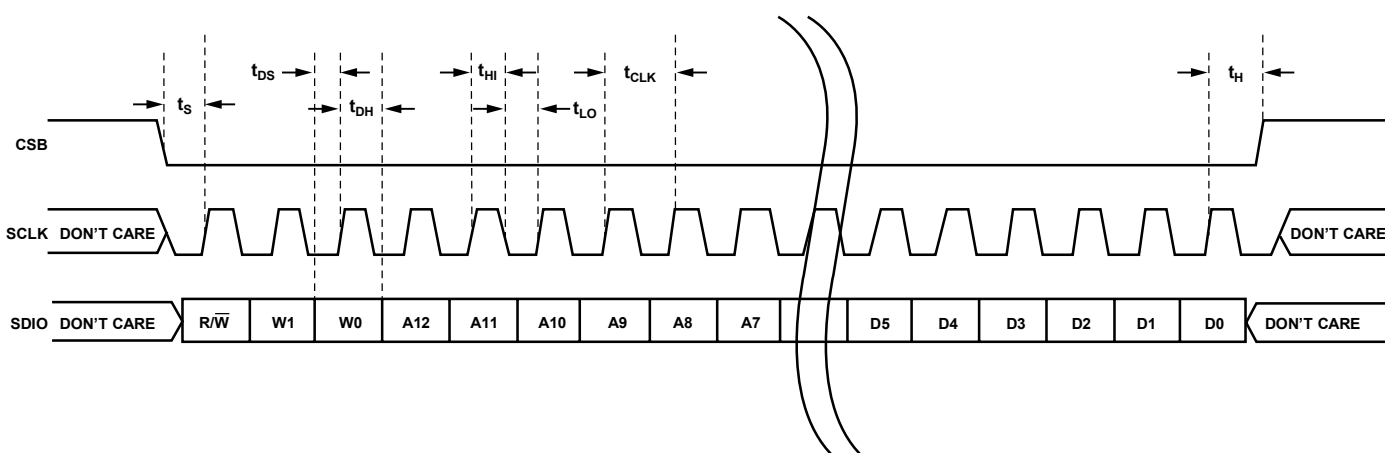 tDS tHI tCLK tH
tS tDH tLO
CSB
SCLK DON'T CARE DON'T CARE
SDIO DON'T CARE R/W̅ W1 W0 A12 A11 A10 A9 A8 A7 D5 D4 D3 D2 D1 D0 DON'T CARE